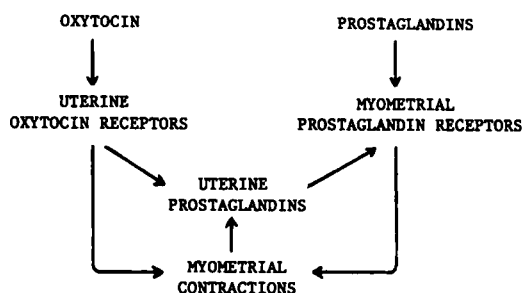 OXYTOCIN
PROSTAGLANDINS
UTERINE
OXYTOCIN RECEPTORS
MYOMETRIAL
PROSTAGLANDIN RECEPTORS
UTERINE
PROSTAGLANDINS
MYOMETRIAL
CONTRACTIONS